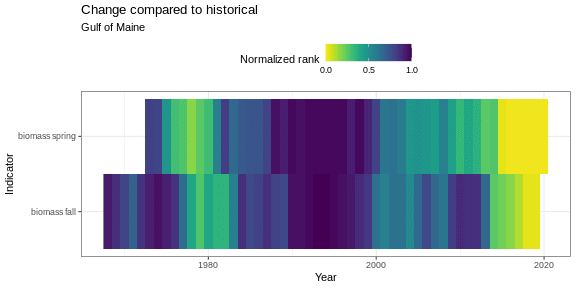 Change compared to historical
Gulf of Maine
Normalized rank
0.0 0.5 1.0
biomass spring
biomass fall
Indicator
1980 2000 2020
Year